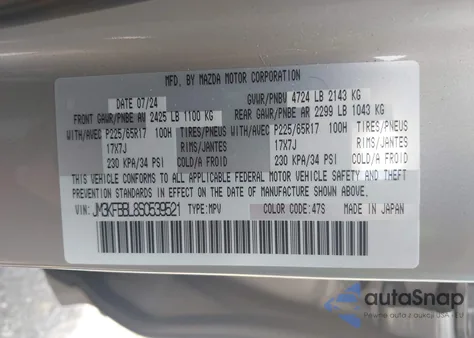 MFD. BY MAZDA MOTOR CORPORATION
DATE 07/24 GVWR/PNBV 4724 LB 2143 KG
FRONT GAWR/PNBE AV 2425 LB 1100 KG REAR GAWR/PNBE AR 2299 LB 1043 KG
WITH/AVEC P225/65R17 100H TIRES/PNEUS WITH/AVEC P225/65R17 100H TIRES/PNEUS
17X7J RIMS/JANTES 17X7J RIMS/JANTES
230 KPA/34 PSI COLD/A FROID 230 KPA/34 PSI COLD/A FROID
THIS VEHICLE CONFORMS TO ALL APPLICABLE FEDERAL MOTOR VEHICLE SAFETY AND THEFT
PREVENTION STANDARDS IN EFFECT ON THE DATE OF MANUFACTURE SHOWN ABOVE.
VIN: JM3KFBBL8S0539521 TYPE:MPV COLOR CODE:47S MADE IN JAPAN
autoSnap
Pewne auto z aukcji USA